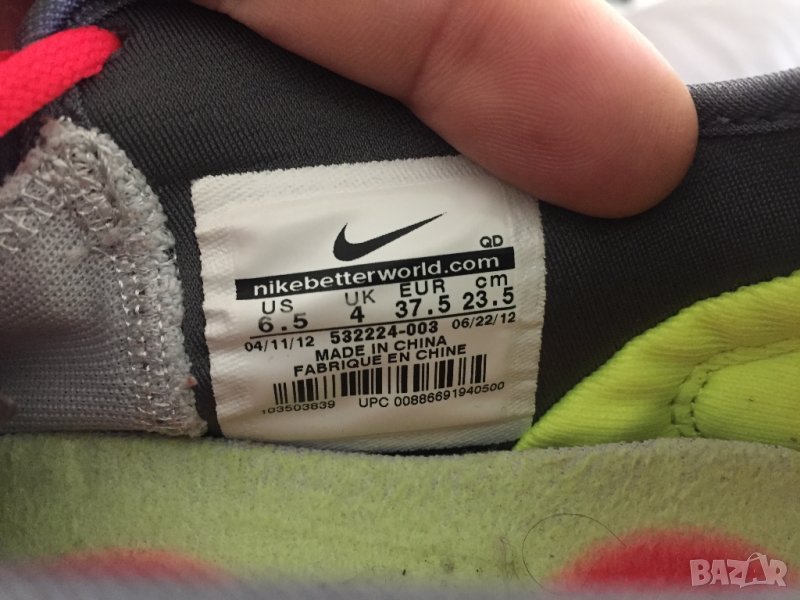 QD
nikebetterworld.com
US UK EUR cm
6.5 4 37.5 23.5
04/11/12 532224-003 06/22/12
MADE IN CHINA
FABRIQUE EN CHINE
103503839 UPC 00886691940500
BAZAR